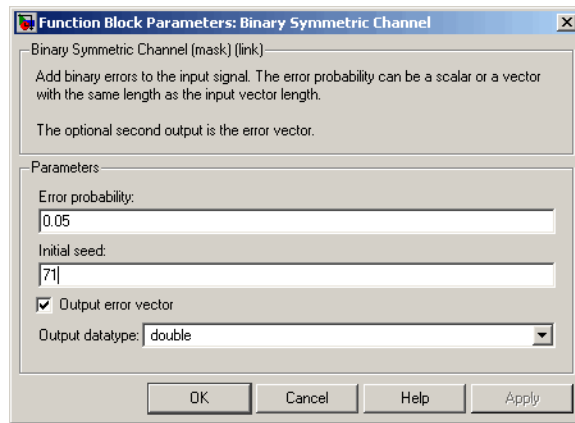 Function Block Parameters: Binary Symmetric Channel
Binary Symmetric Channel (mask) (link)
Add binary errors to the input signal. The error probability can be a scalar or a vector
with the same length as the input vector length.
The optional second output is the error vector.
Parameters
Error probability:
0.05
Initial seed:
71
Output error vector
Output datatype: double
OK Cancel Help Apply